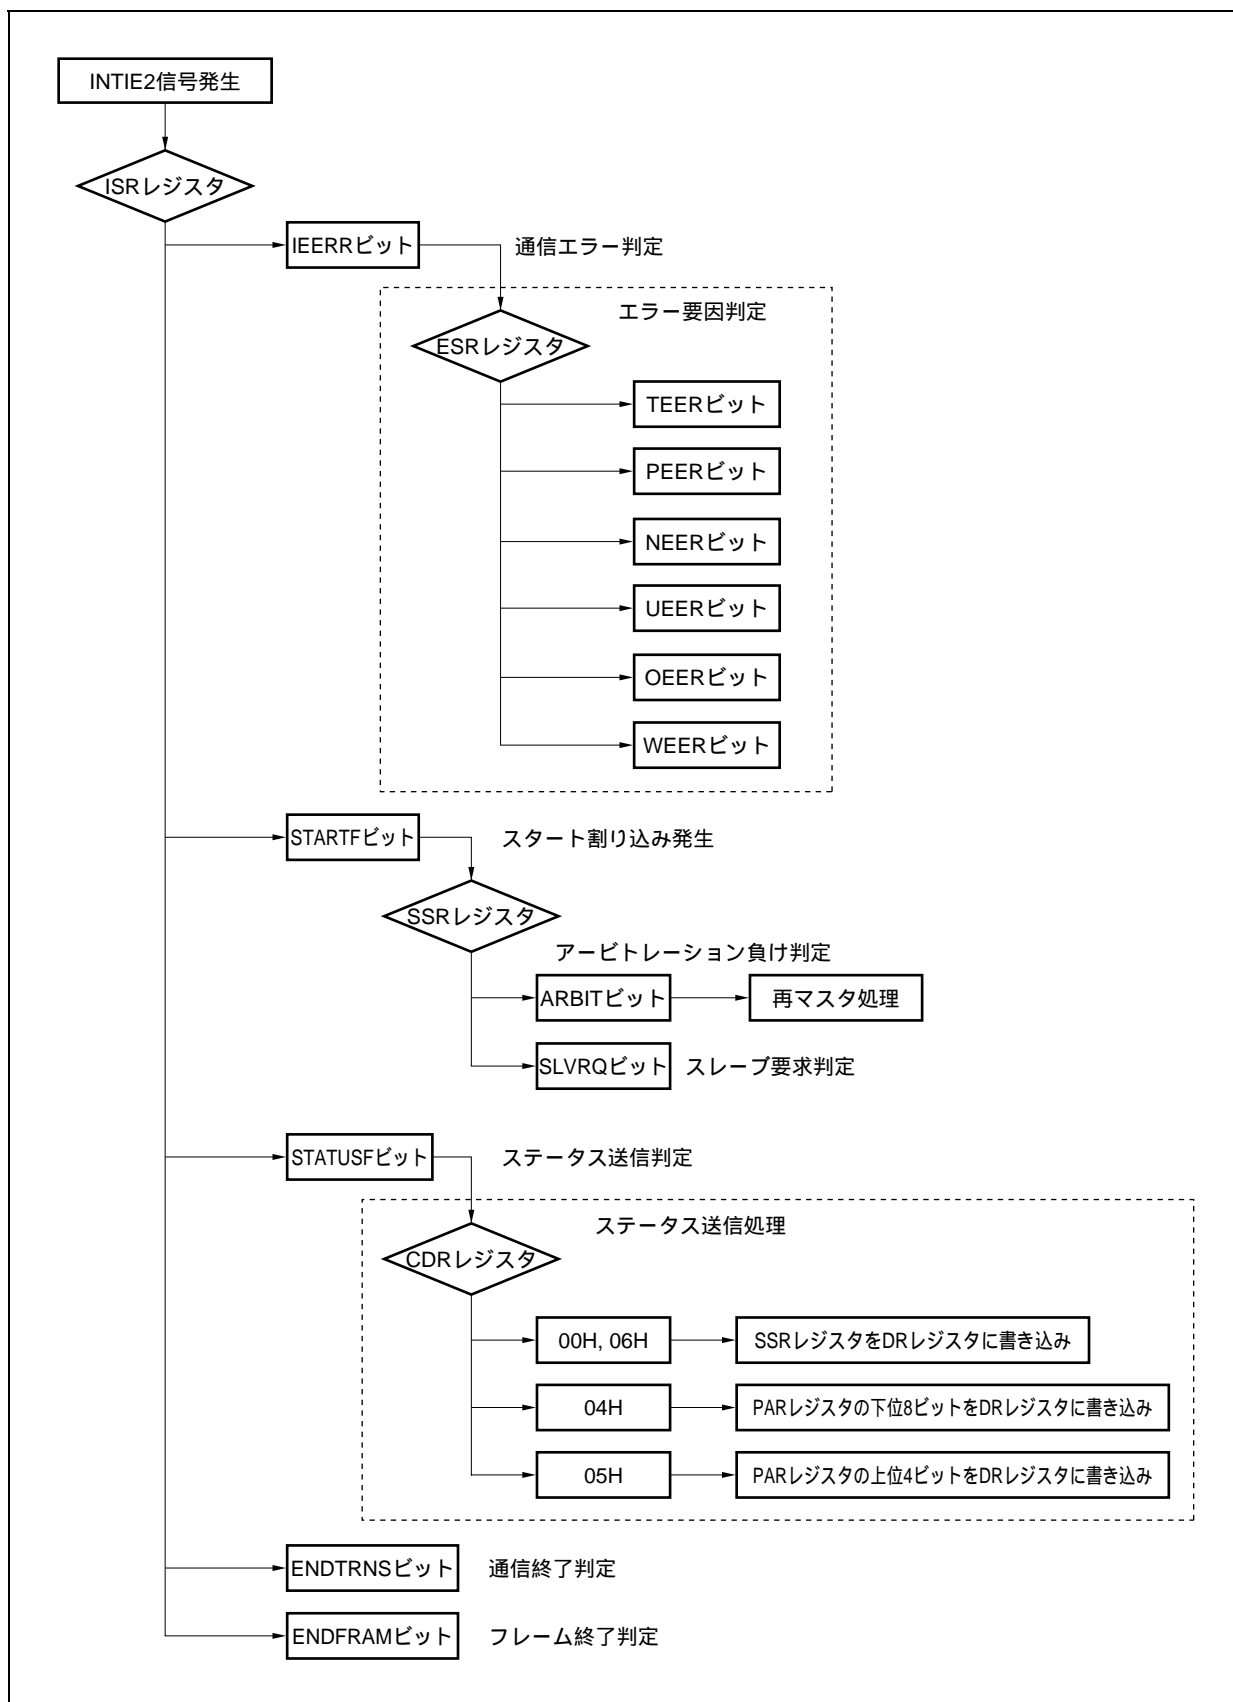 INTIE2信号発生
ISRレジスタ
IEERRビット
通信エラー判定
エラー要因判定
ESRレジスタ
TEERビット
PEERビット
NEERビット
UEERビット
OEERビット
WEERビット
STARTFビット
スタート割り込み発生
SSRレジスタ
アービトレーション負け判定
ARBITビット
再マスタ処理
SLVRQビット
スレーブ要求判定
STATUSFビット
ステータス送信判定
ステータス送信処理
CDRレジスタ
00H, 06H
SSRレジスタをDRレジスタに書き込み
04H
PARレジスタの下位8ビットをDRレジスタに書き込み
05H
PARレジスタの上位4ビットをDRレジスタに書き込み
ENDTRNSビット
通信終了判定
ENDFRAMビット
フレーム終了判定